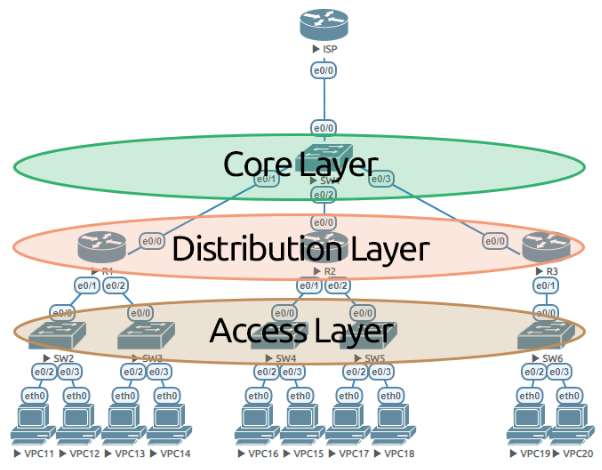 ISP
e0/0
e0/0
Core Layer
SW1
e0/1 e0/2 e0/3
e0/0 e0/0 e0/0
Distribution Layer
R1 R2 R3
e0/1 e0/2 e0/1 e0/2 e0/1
e0/0 e0/0 e0/0 e0/0 e0/0
Access Layer
SW2 SW3 SW4 SW5 SW6
e0/2 e0/3 e0/2 e0/3 e0/2 e0/3 e0/2 e0/3 e0/2 e0/3
eth0 eth0 eth0 eth0 eth0 eth0 eth0 eth0 eth0 eth0
VPC11 VPC12 VPC13 VPC14 VPC16 VPC15 VPC17 VPC18 VPC19 VPC20